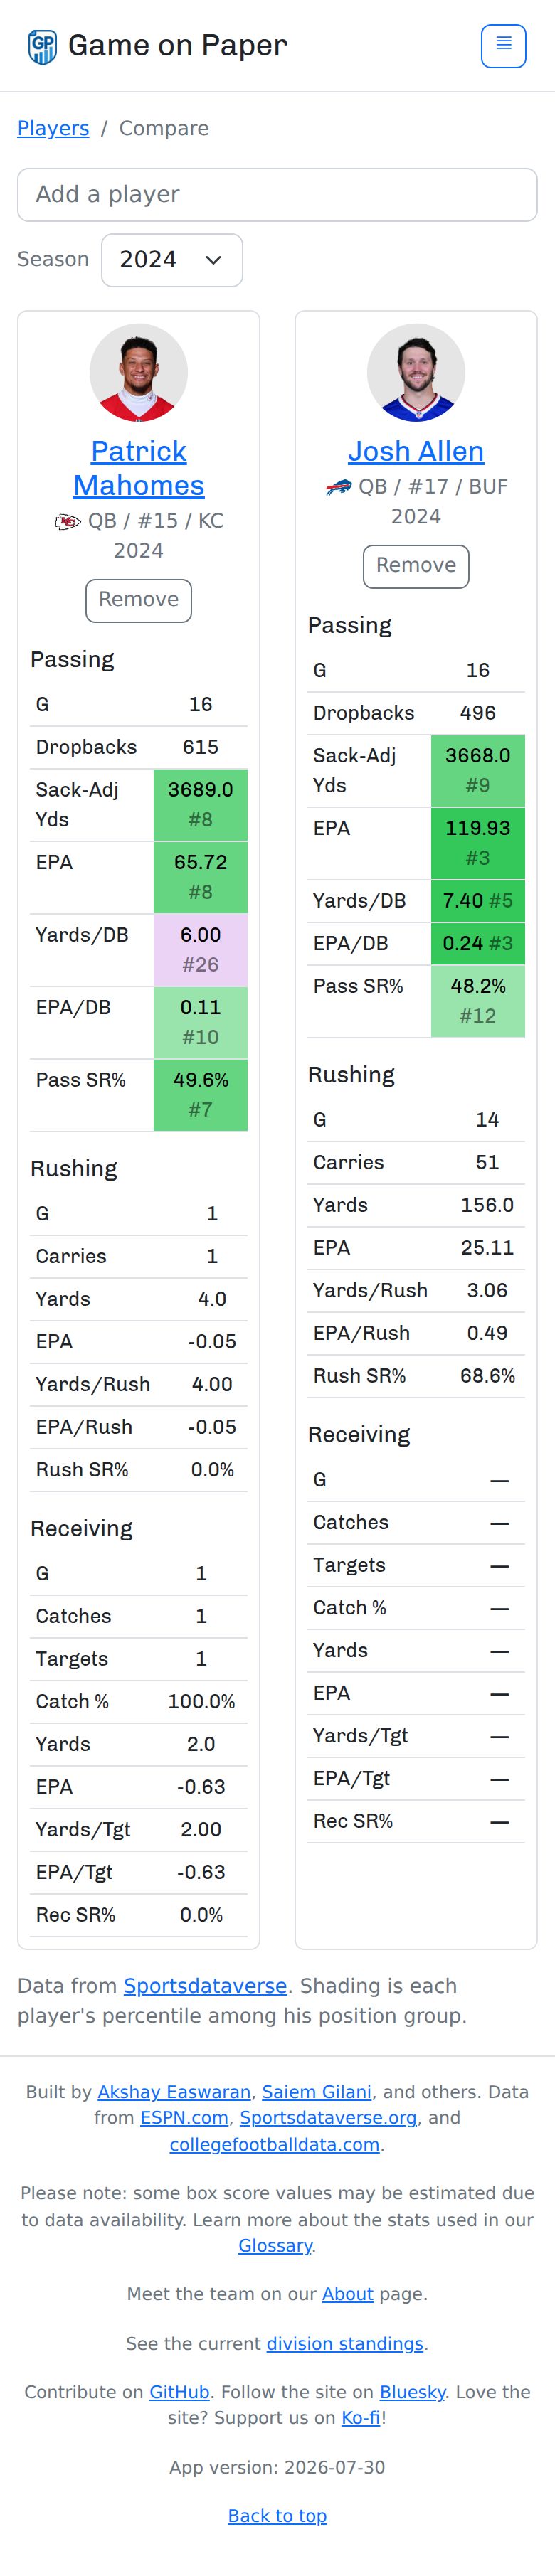 GP Game on Paper
Players / Compare
Add a player
Season 2024
Patrick
Mahomes
QB / #15 / KC
2024
Remove
Passing
G 16
Dropbacks 615
Sack-Adj
Yds
3689.0
#8
EPA 65.72
#8
Yards/DB 6.00
#26
EPA/DB 0.11
#10
Pass SR% 49.6%
#7
Rushing
G 1
Carries 1
Yards 4.0
EPA -0.05
Yards/Rush 4.00
EPA/Rush -0.05
Rush SR% 0.0%
Receiving
G 1
Catches 1
Targets 1
Catch % 100.0%
Yards 2.0
EPA -0.63
Yards/Tgt 2.00
EPA/Tgt -0.63
Rec SR% 0.0%
Josh Allen
QB / #17 / BUF
2024
Remove
Passing
G 16
Dropbacks 496
Sack-Adj
Yds
3668.0
#9
EPA 119.93
#3
Yards/DB 7.40 #5
EPA/DB 0.24 #3
Pass SR% 48.2%
#12
Rushing
G 14
Carries 51
Yards 156.0
EPA 25.11
Yards/Rush 3.06
EPA/Rush 0.49
Rush SR% 68.6%
Receiving
G —
Catches —
Targets —
Catch % —
Yards —
EPA —
Yards/Tgt —
EPA/Tgt —
Rec SR% —
Data from Sportsdataverse. Shading is each
player's percentile among his position group.
Built by Akshay Easwaran, Saiem Gilani, and others. Data
from ESPN.com, Sportsdataverse.org, and
collegefootballdata.com.
Please note: some box score values may be estimated due
to data availability. Learn more about the stats used in our
Glossary.
Meet the team on our About page.
See the current division standings.
Contribute on GitHub. Follow the site on Bluesky. Love the
site? Support us on Ko-fi!
App version: 2026-07-30
Back to top